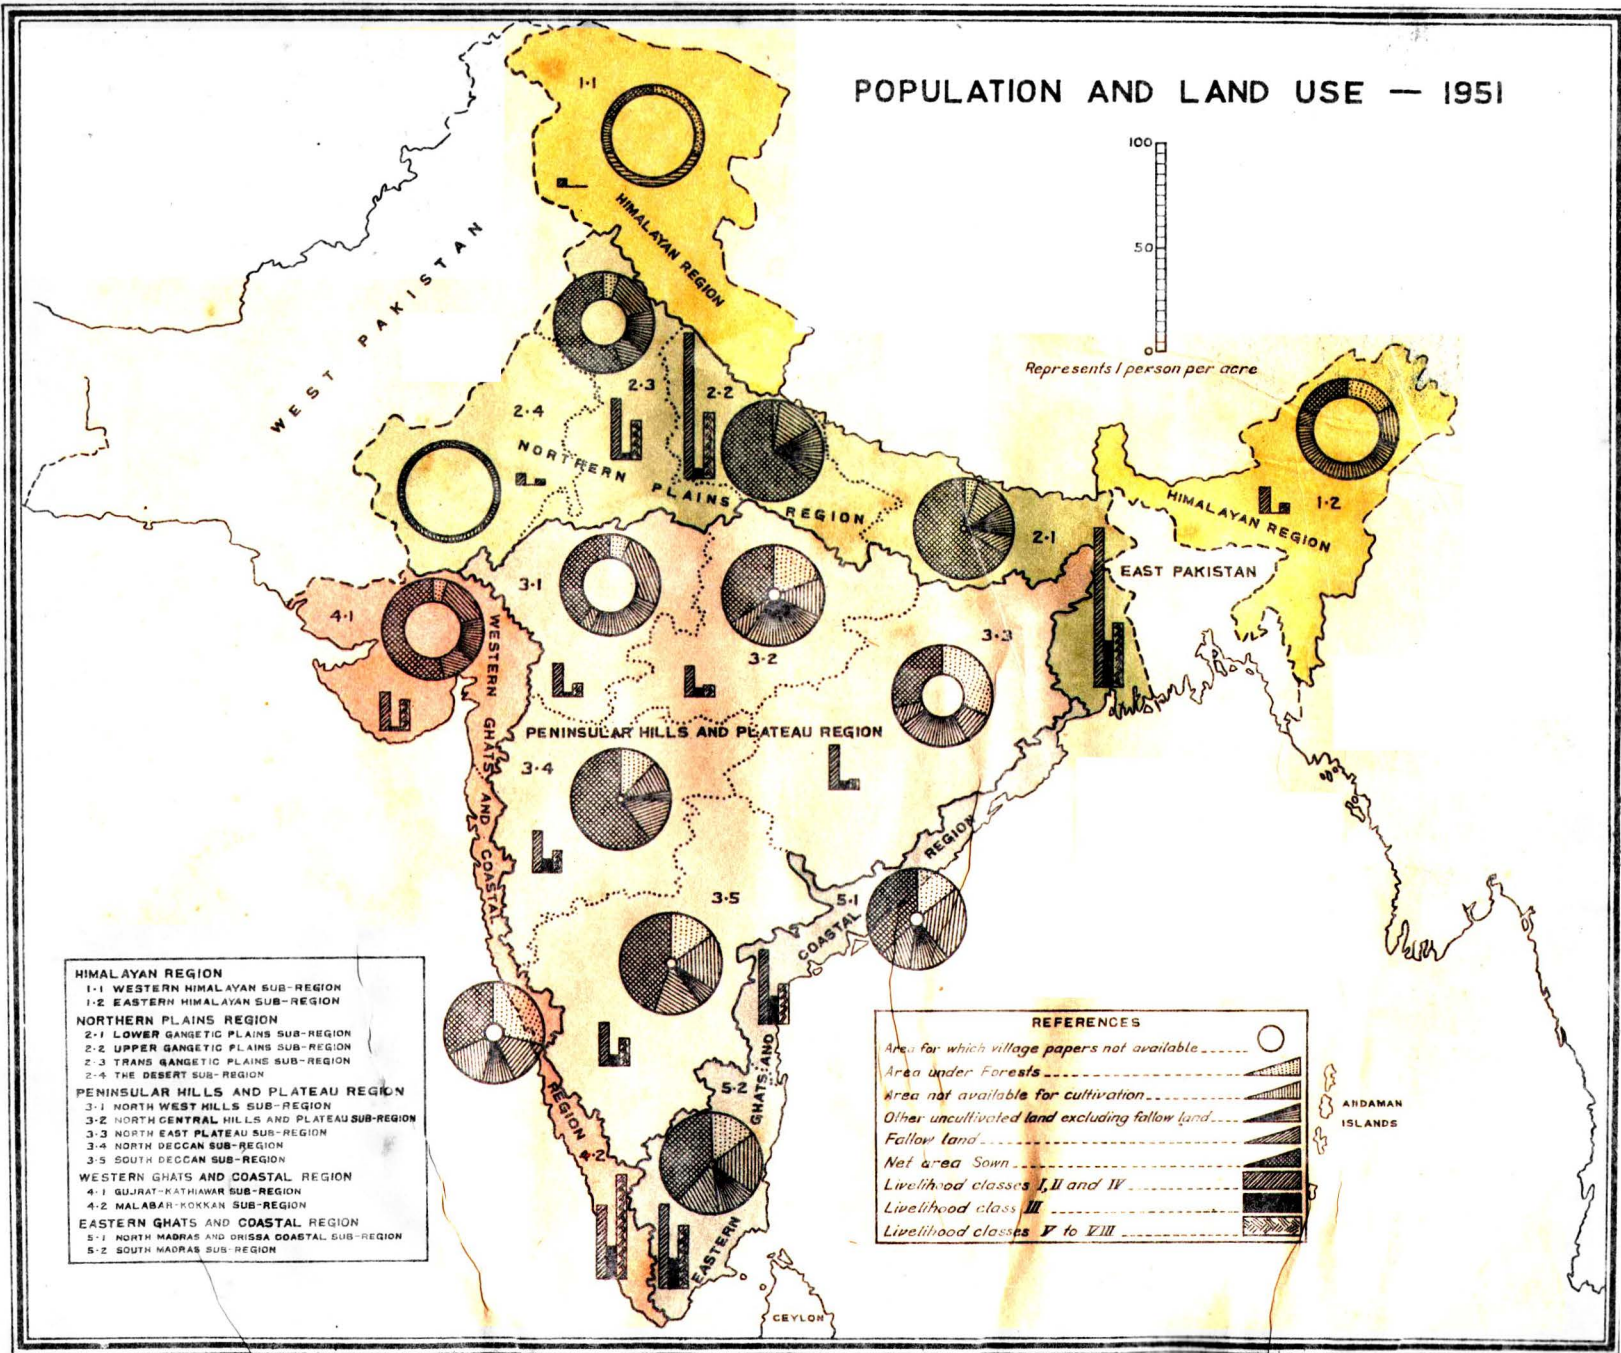 POPULATION AND LAND USE — 1951
100
50
0
Represents 1 person per acre
1·1
HIMALAYAN REGION
WEST PAKISTAN
2·3
2·2
2·4
NORTHERN PLAINS REGION
2·1
HIMALAYAN REGION
1·2
EAST PAKISTAN
3·1
4·1
3·2
3·3
WESTERN GHATS AND COASTAL REGION
PENINSULAR HILLS AND PLATEAU REGION
3·4
3·5
5·1
5·2
4·2
EASTERN GHATS AND COASTAL REGION
CEYLON
ANDAMAN
ISLANDS
HIMALAYAN REGION
1·1 WESTERN HIMALAYAN SUB-REGION
1·2 EASTERN HIMALAYAN SUB-REGION
NORTHERN PLAINS REGION
2·1 LOWER GANGETIC PLAINS SUB-REGION
2·2 UPPER GANGETIC PLAINS SUB-REGION
2·3 TRANS GANGETIC PLAINS SUB-REGION
2·4 THE DESERT SUB-REGION
PENINSULAR HILLS AND PLATEAU REGION
3·1 NORTH WEST HILLS SUB-REGION
3·2 NORTH CENTRAL HILLS AND PLATEAU SUB-REGION
3·3 NORTH EAST PLATEAU SUB-REGION
3·4 NORTH DECCAN SUB-REGION
3·5 SOUTH DECCAN SUB-REGION
WESTERN GHATS AND COASTAL REGION
4·1 GUJRAT-KATHIAWAR SUB-REGION
4·2 MALABAR-KOKKAN SUB-REGION
EASTERN GHATS AND COASTAL REGION
5·1 NORTH MADRAS AND ORISSA COASTAL SUB-REGION
5·2 SOUTH MADRAS SUB-REGION
REFERENCES
Area for which village papers not available
Area under Forests
Area not available for cultivation
Other uncultivated land excluding fallow land
Fallow land
Net area Sown
Livelihood classes I, II and IV
Livelihood class III
Livelihood classes V to VIII